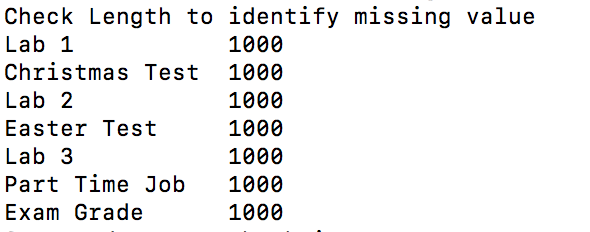 Check Length to identify missing value
Lab 1           1000
Christmas Test  1000
Lab 2           1000
Easter Test     1000
Lab 3           1000
Part Time Job   1000
Exam Grade      1000